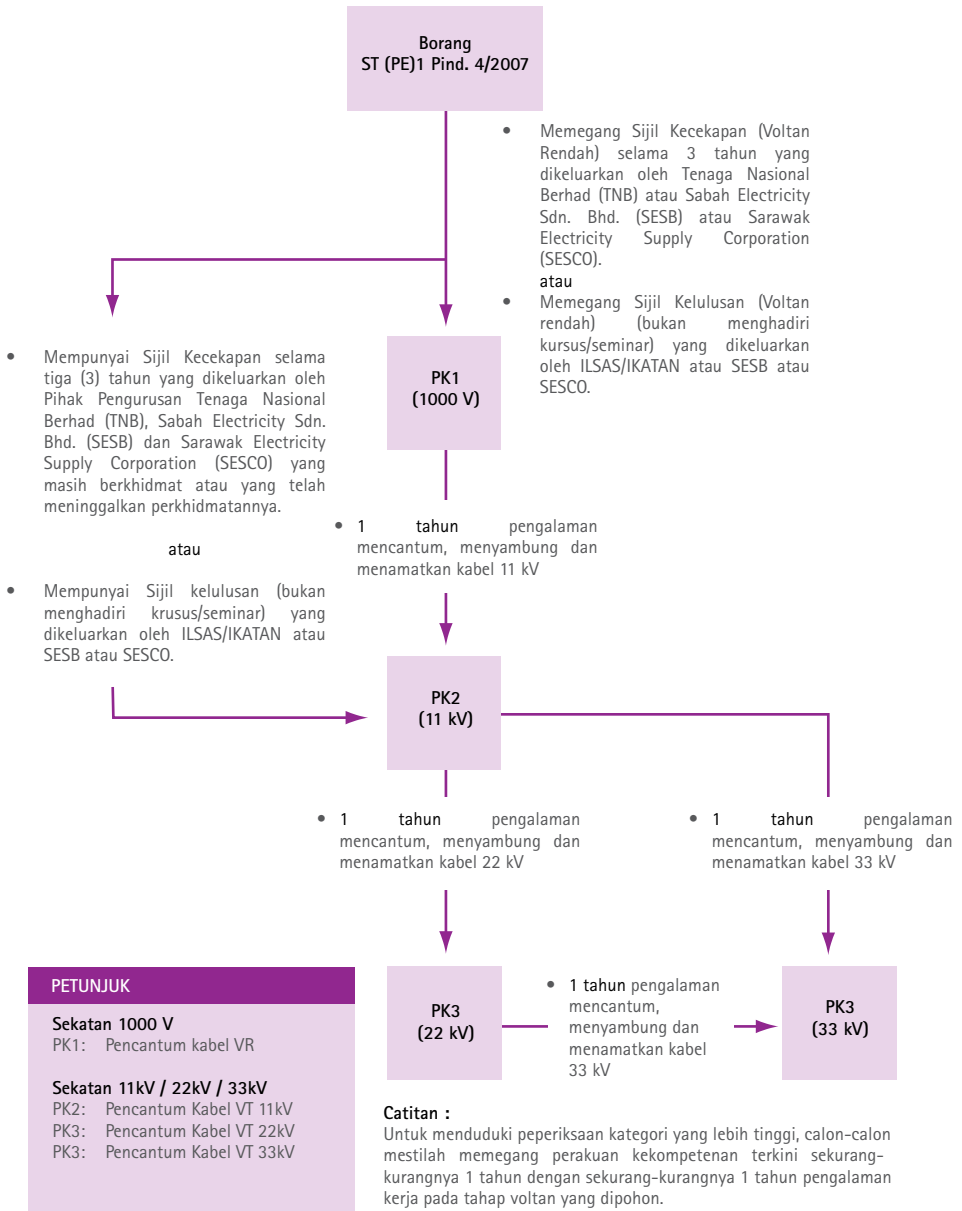 Borang
ST (PE)1 Pind. 4/2007
• Memegang Sijil Kecekapan (Voltan
Rendah) selama 3 tahun yang
dikeluarkan oleh Tenaga Nasional
Berhad (TNB) atau Sabah Electricity
Sdn. Bhd. (SESB) atau Sarawak
Electricity Supply Corporation
(SESCO).
atau
• Memegang Sijil Kelulusan (Voltan
rendah) (bukan menghadiri
kursus/seminar) yang dikeluarkan
oleh ILSAS/IKATAN atau SESB atau
SESCO.
• Mempunyai Sijil Kecekapan selama
tiga (3) tahun yang dikeluarkan oleh
Pihak Pengurusan Tenaga Nasional
Berhad (TNB), Sabah Electricity Sdn.
Bhd. (SESB) dan Sarawak Electricity
Supply Corporation (SESCO) yang
masih berkhidmat atau yang telah
meninggalkan perkhidmatannya.
atau
• Mempunyai Sijil kelulusan (bukan
menghadiri krusus/seminar) yang
dikeluarkan oleh ILSAS/IKATAN atau
SESB atau SESCO.
PK1
(1000 V)
• 1 tahun pengalaman
mencantum, menyambung dan
menamatkan kabel 11 kV
PK2
(11 kV)
• 1 tahun pengalaman
mencantum, menyambung dan
menamatkan kabel 22 kV
• 1 tahun pengalaman
mencantum, menyambung dan
menamatkan kabel 33 kV
PK3
(22 kV)
• 1 tahun pengalaman
mencantum,
menyambung dan
menamatkan kabel
33 kV
PK3
(33 kV)
PETUNJUK
Sekatan 1000 V
PK1: Pencantum kabel VR
Sekatan 11kV / 22kV / 33kV
PK2: Pencantum Kabel VT 11kV
PK3: Pencantum Kabel VT 22kV
PK3: Pencantum Kabel VT 33kV
Catitan :
Untuk menduduki peperiksaan kategori yang lebih tinggi, calon-calon
mestilah memegang perakuan kekompetenan terkini sekurang-
kurangnya 1 tahun dengan sekurang-kurangnya 1 tahun pengalaman
kerja pada tahap voltan yang dipohon.